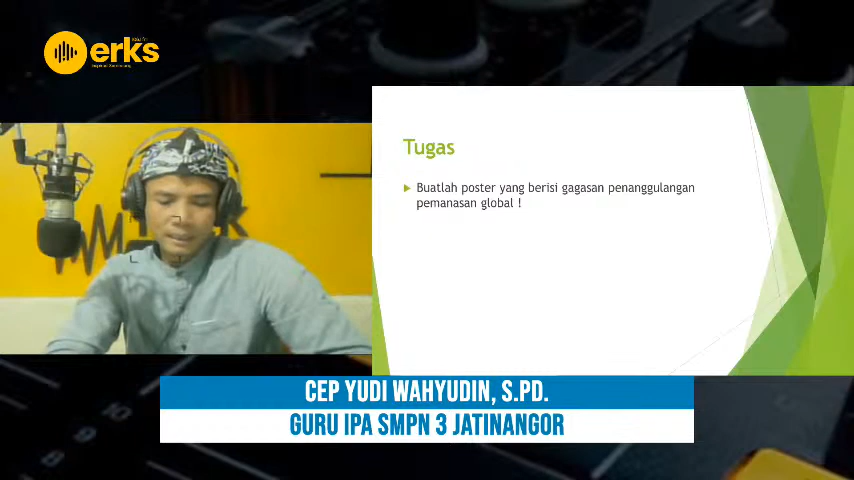 erks
Tugas
Buatlah poster yang berisi gagasan penanggulangan
pemanasan global !
CEP YUDI WAHYUDIN, S.PD.
GURU IPA SMPN 3 JATINANGOR